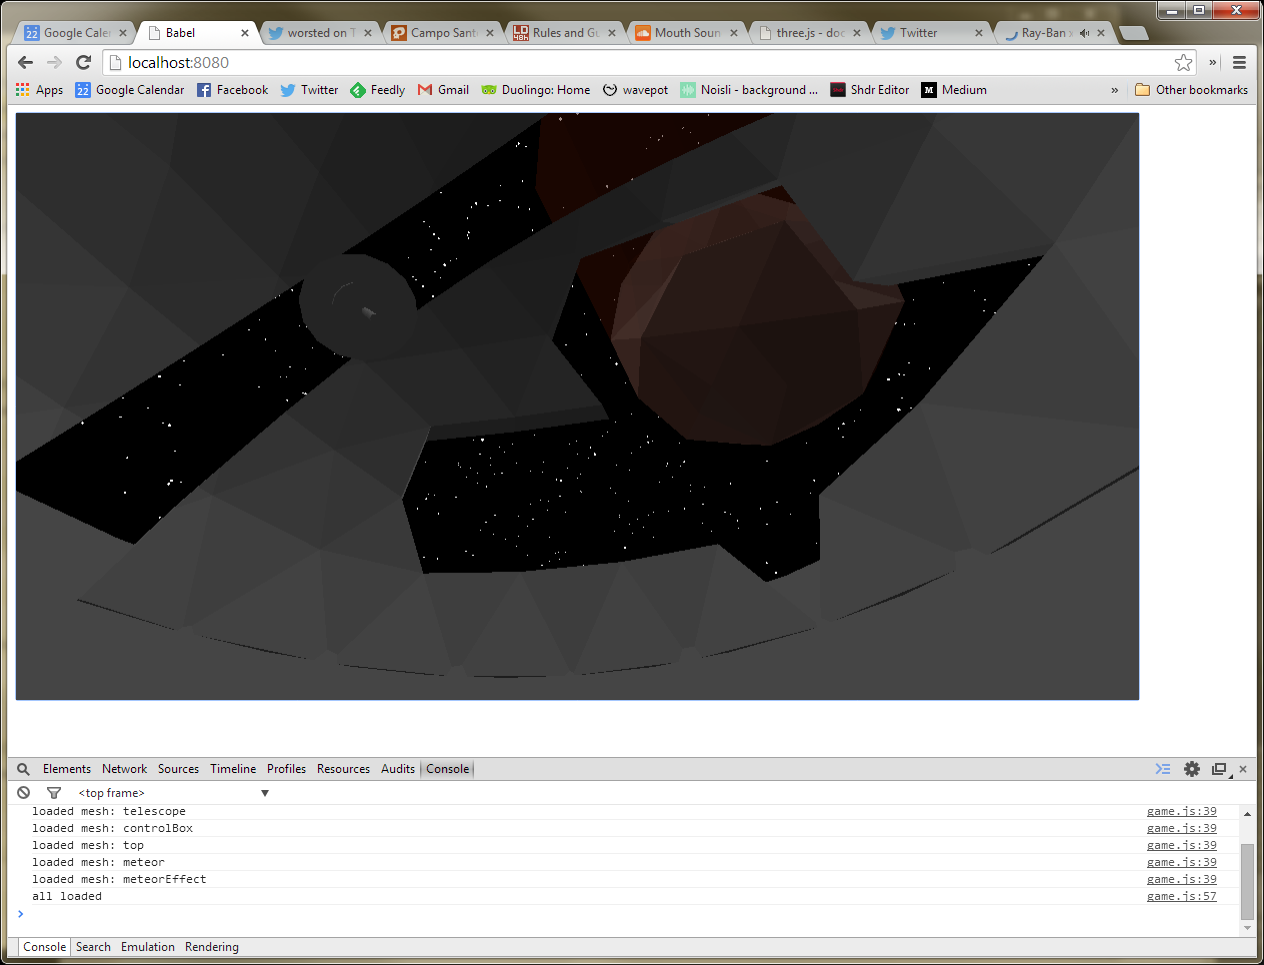 22 Google Cale
Babel
worsted on T
Campo Sant
LD 48h Rules and Gu
Mouth Soun
three.js - doc
Twitter
Ray-Ban x
localhost:8080
»
Apps
22 Google Calendar
Facebook
Twitter
Feedly
Gmail
Duolingo: Home
wavepot
Noisli - background ...
Shdr Editor
M Medium
»
Other bookmarks
Elements Network Sources Timeline Profiles Resources Audits Console
<top frame>
loaded mesh: telescope game.js:39
loaded mesh: controlBox game.js:39
loaded mesh: top game.js:39
loaded mesh: meteor game.js:39
loaded mesh: meteorEffect game.js:39
all loaded game.js:57
>
Console Search Emulation Rendering